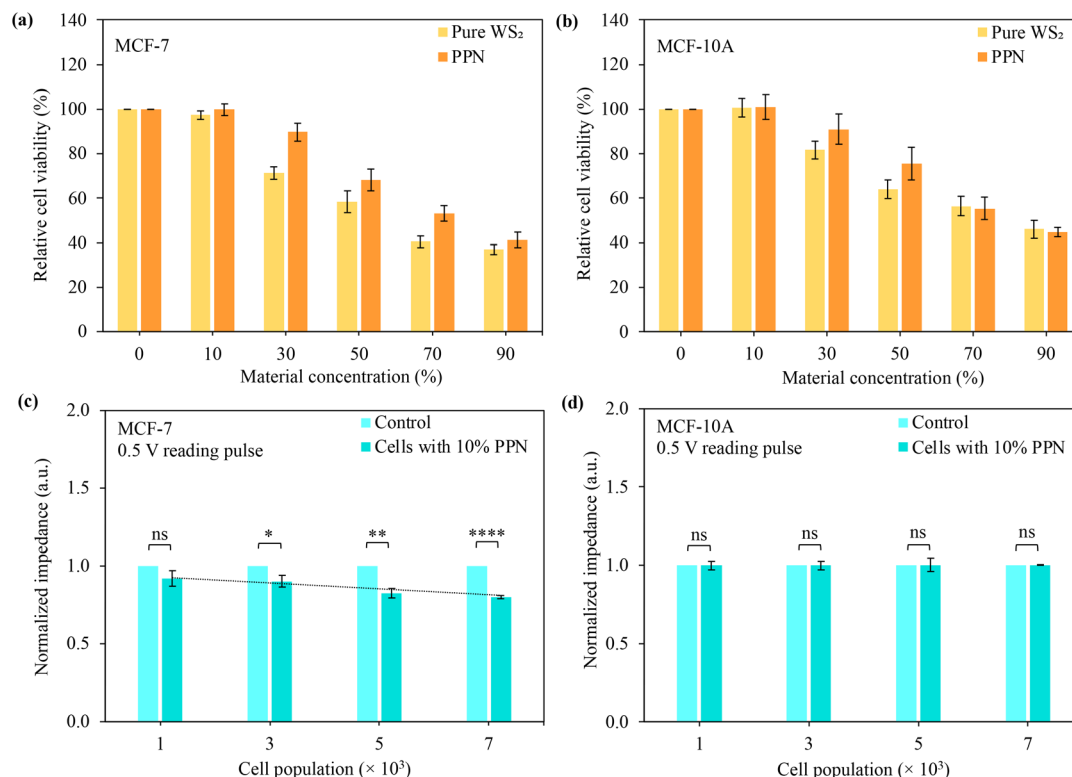 (a)
MCF-7
Pure WS₂
PPN
140
120
100
80
60
40
20
0
Relative cell viability (%)
0 10 30 50 70 90
Material concentration (%)
(b)
MCF-10A
Pure WS₂
PPN
140
120
100
80
60
40
20
0
Relative cell viability (%)
0 10 30 50 70 90
Material concentration (%)
(c)
MCF-7
0.5 V reading pulse
Control
Cells with 10% PPN
2.0
1.5
1.0
0.5
0.0
Normalized impedance (a.u.)
ns * ** ****
1 3 5 7
Cell population (× 10³)
(d)
MCF-10A
0.5 V reading pulse
Control
Cells with 10% PPN
2.0
1.5
1.0
0.5
0.0
Normalized impedance (a.u.)
ns ns ns ns
1 3 5 7
Cell population (× 10³)